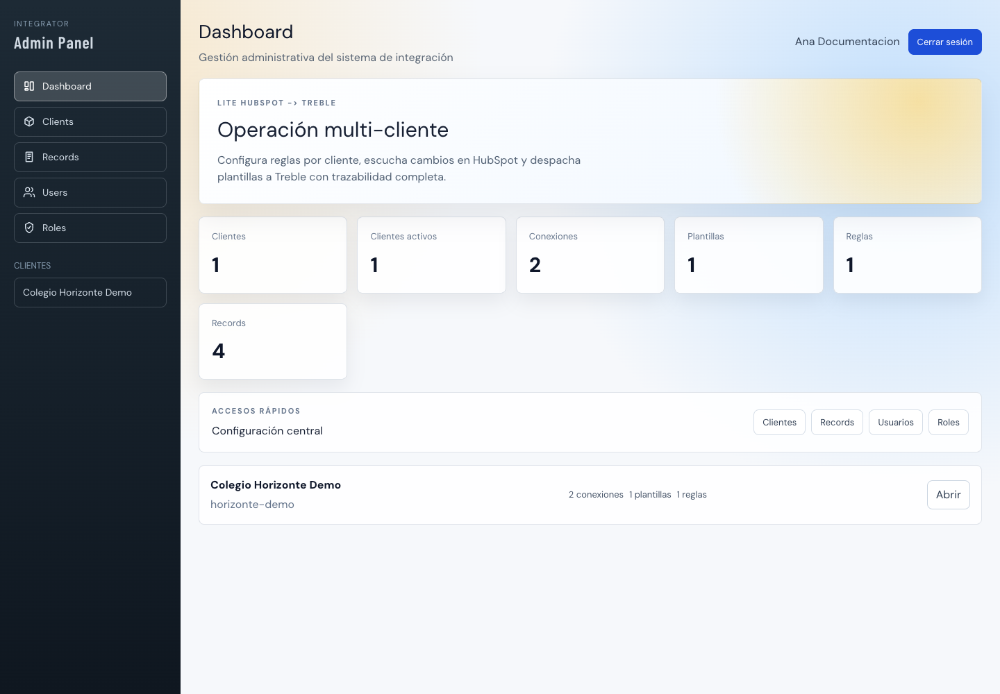 INTEGRATOR
Admin Panel
Dashboard
Clients
Records
Users
Roles
CLIENTES
Colegio Horizonte Demo
Dashboard
Gestión administrativa del sistema de integración
Ana Documentacion
Cerrar sesión
LITE HUBSPOT -> TREBLE
Operación multi-cliente
Configura reglas por cliente, escucha cambios en HubSpot y despacha
plantillas a Treble con trazabilidad completa.
Clientes
1
Clientes activos
1
Conexiones
2
Plantillas
1
Reglas
1
Records
4
ACCESOS RÁPIDOS
Configuración central
Clientes
Records
Usuarios
Roles
Colegio Horizonte Demo
horizonte-demo
2 conexiones 1 plantillas 1 reglas
Abrir